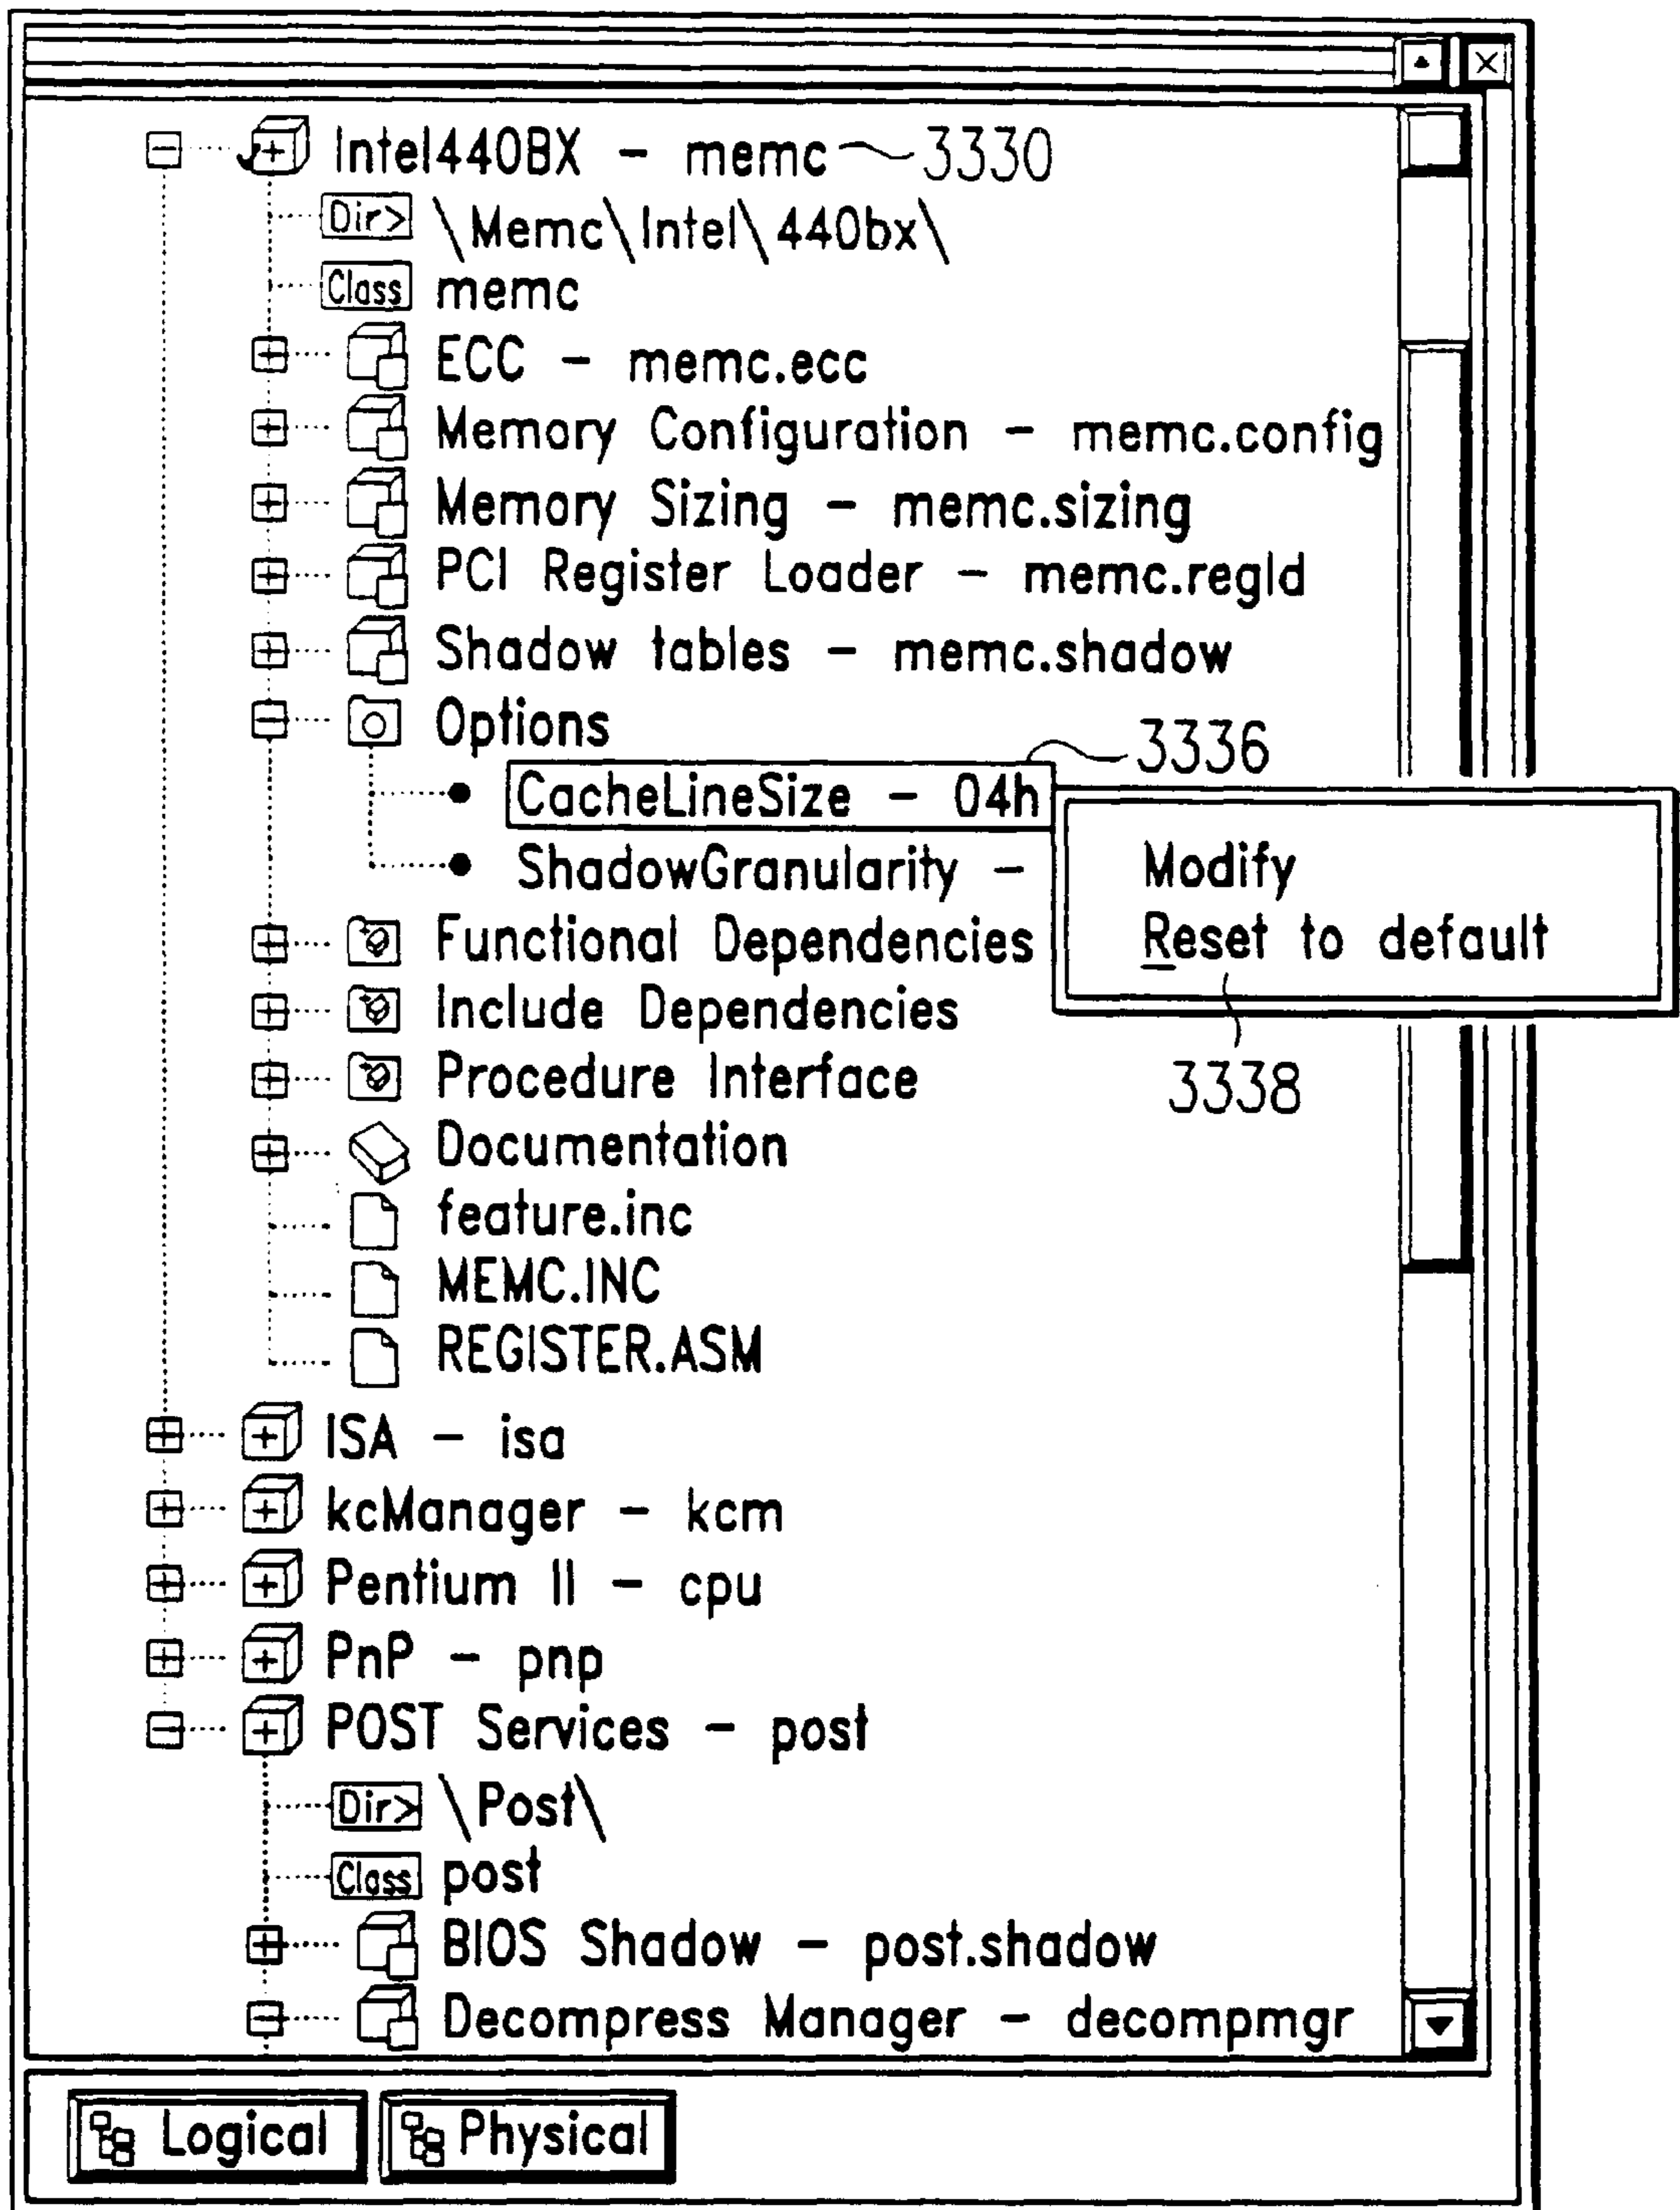 Intel440BX - memc 3330
Dir> \Memc\Intel\440bx\
Class memc
ECC - memc.ecc
Memory Configuration - memc.config
Memory Sizing - memc.sizing
PCI Register Loader - memc.regld
Shadow tables - memc.shadow
Options
3336
CacheLineSize - 04h
ShadowGranularity -
Modify
Reset to default
3338
Functional Dependencies
Include Dependencies
Procedure Interface
Documentation
feature.inc
MEMC.INC
REGISTER.ASM
ISA - isa
kcManager - kcm
Pentium II - cpu
PnP - pnp
POST Services - post
Dir> \Post\
Class post
BIOS Shadow - post.shadow
Decompress Manager - decompmgr
Logical Physical